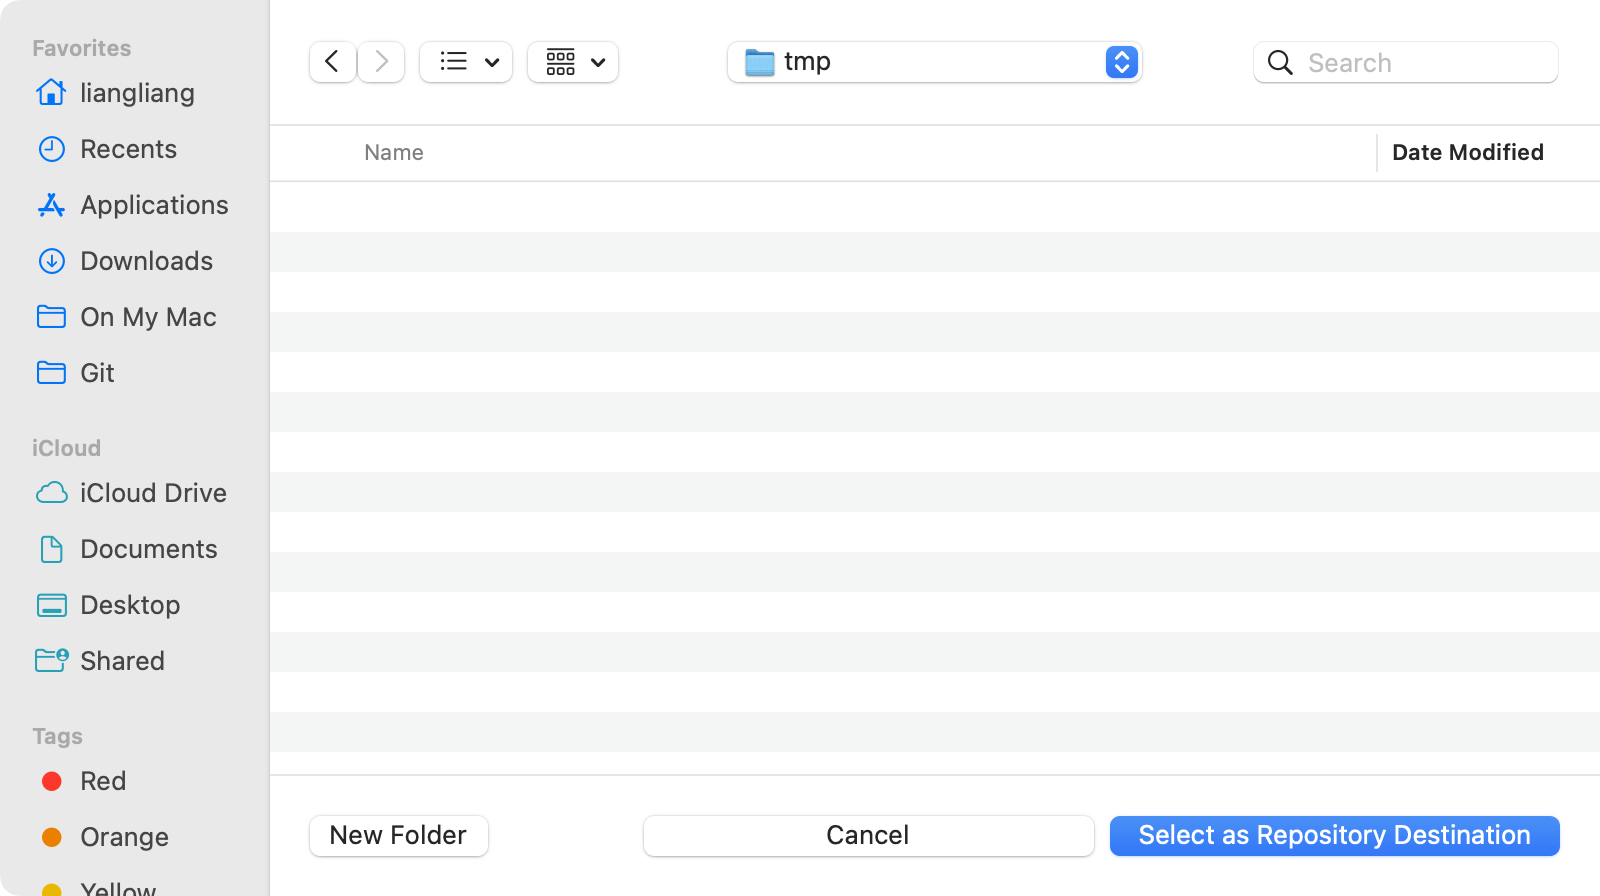 Favorites
liangliang
Recents
Applications
Downloads
On My Mac
Git
iCloud
iCloud Drive
Documents
Desktop
Shared
Tags
Red
Orange
Yellow
tmp
Search
Name
Date Modified
New Folder
Cancel
Select as Repository Destination